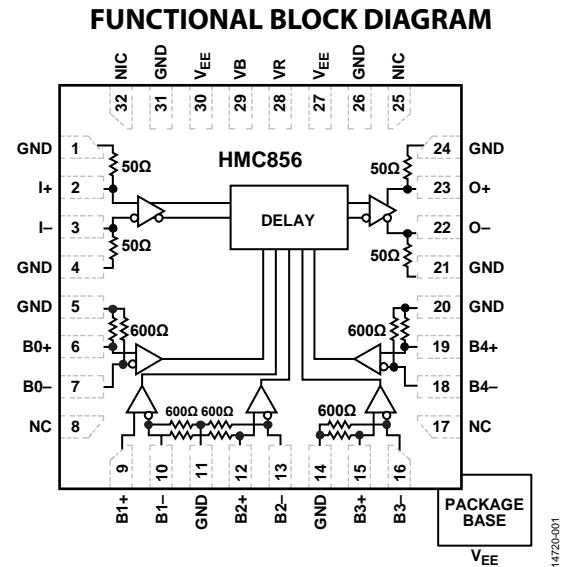 FUNCTIONAL BLOCK DIAGRAM
NIC GND VEE VB VR VEE GND NIC
32 31 30 29 28 27 26 25
HMC856
GND 1
50Ω
I+ 2
I– 3
50Ω
GND 4
DELAY
24 GND
50Ω
23 O+
22 O–
50Ω
21 GND
GND 5
600Ω
B0+ 6
B0– 7
NC 8
20 GND
600Ω
19 B4+
18 B4–
17 NC
600Ω 600Ω 600Ω
9 10 11 12 13 14 15 16
B1+ B1– GND B2+ B2– GND B3+ B3–
PACKAGE
BASE
VEE
14720-001